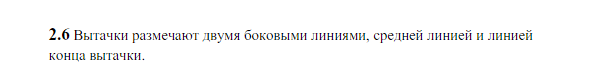 2.6 Вытачки размечают двумя боковыми линиями, средней линией и линией
конца вытачки.